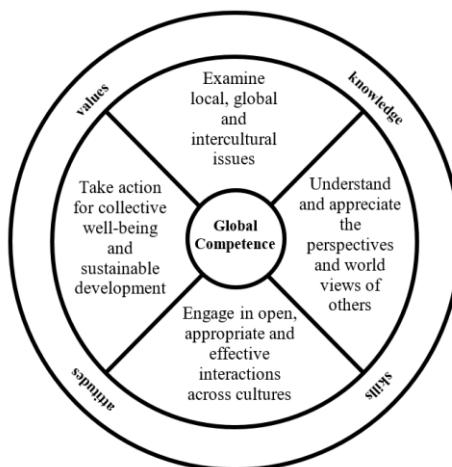 values
knowledge
Examine
local, global
and
intercultural
issues
Take action
for collective
well-being
and
sustainable
development
Global
Competence
Understand
and appreciate
the
perspectives
and world
views of
others
Engage in open,
appropriate and
effective
interactions
across cultures
attitudes
skills